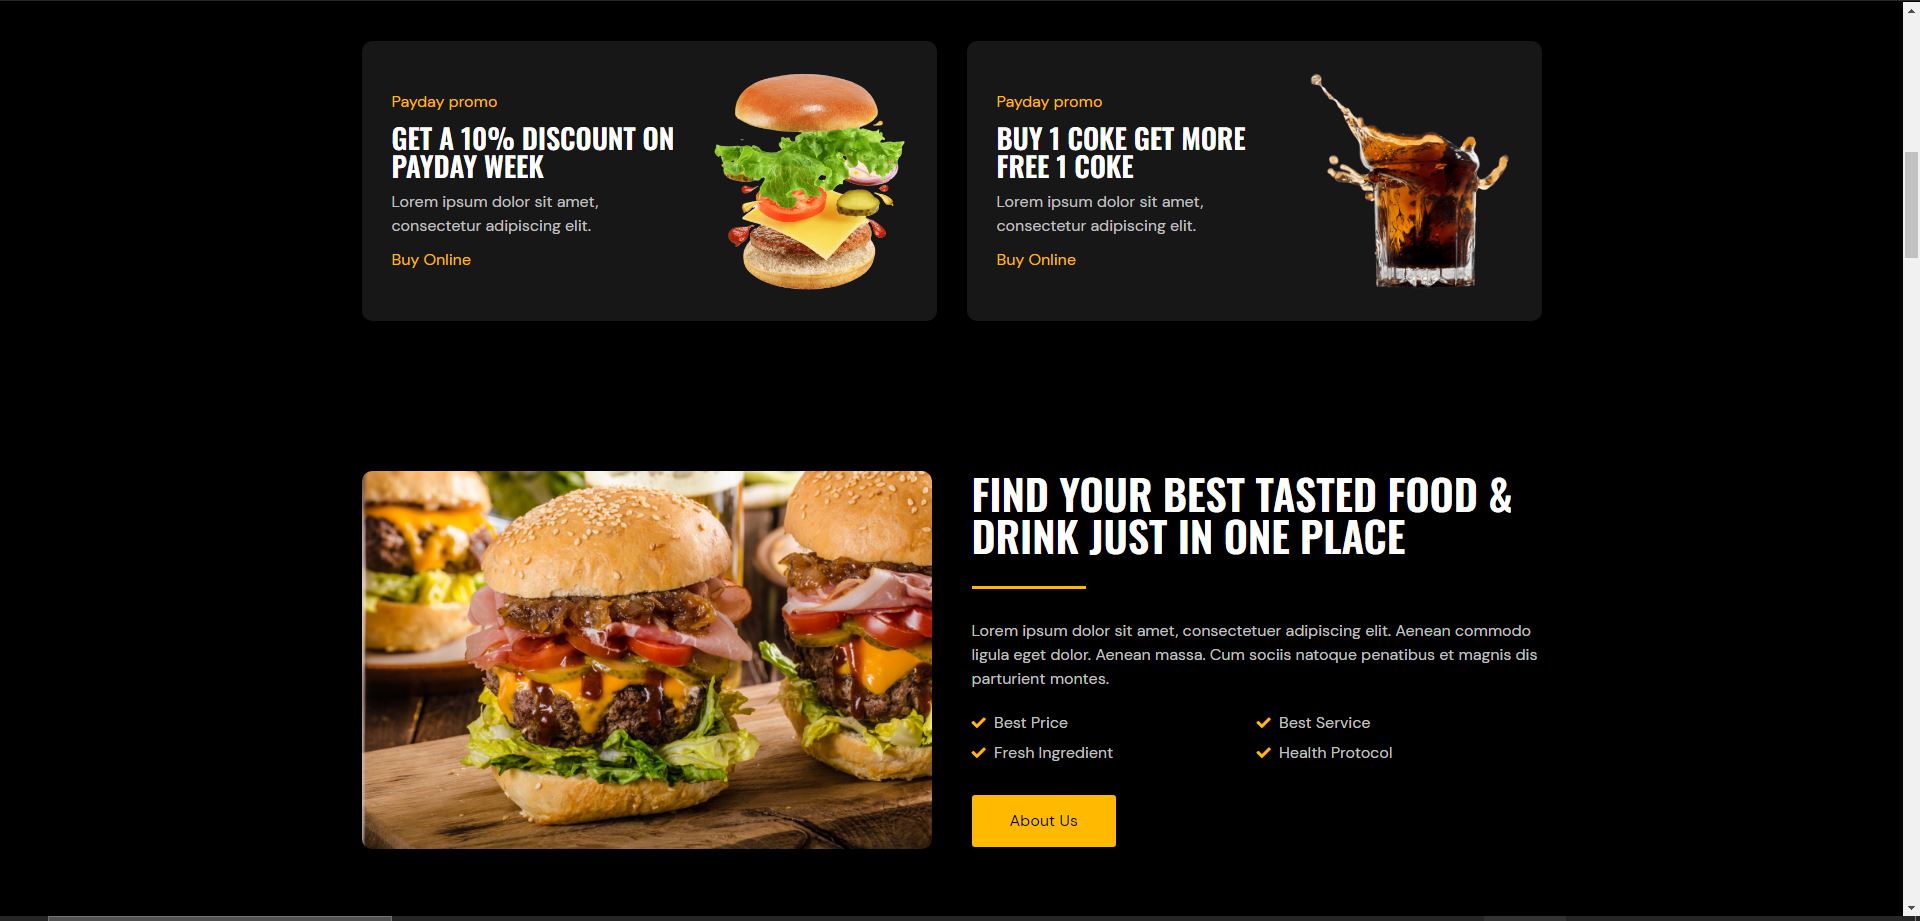 Payday promo
GET A 10% DISCOUNT ON
PAYDAY WEEK
Lorem ipsum dolor sit amet,
consectetur adipiscing elit.
Buy Online
Payday promo
BUY 1 COKE GET MORE
FREE 1 COKE
Lorem ipsum dolor sit amet,
consectetur adipiscing elit.
Buy Online
FIND YOUR BEST TASTED FOOD &
DRINK JUST IN ONE PLACE
Lorem ipsum dolor sit amet, consectetuer adipiscing elit. Aenean commodo
ligula eget dolor. Aenean massa. Cum sociis natoque penatibus et magnis dis
parturient montes.
Best Price
Best Service
Fresh Ingredient
Health Protocol
About Us